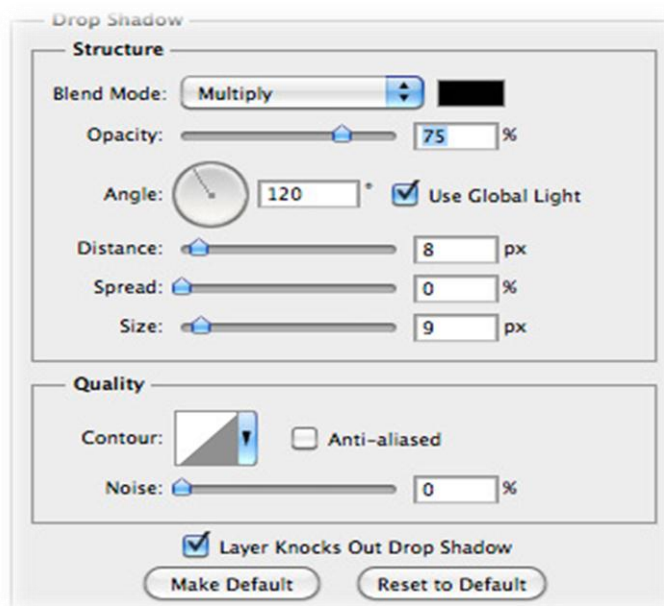 Drop Shadow
Structure
Blend Mode: Multiply
Opacity: 75 %
Angle: 120 ° Use Global Light
Distance: 8 px
Spread: 0 %
Size: 9 px
Quality
Contour: Anti-aliased
Noise: 0 %
Layer Knocks Out Drop Shadow
Make Default Reset to Default